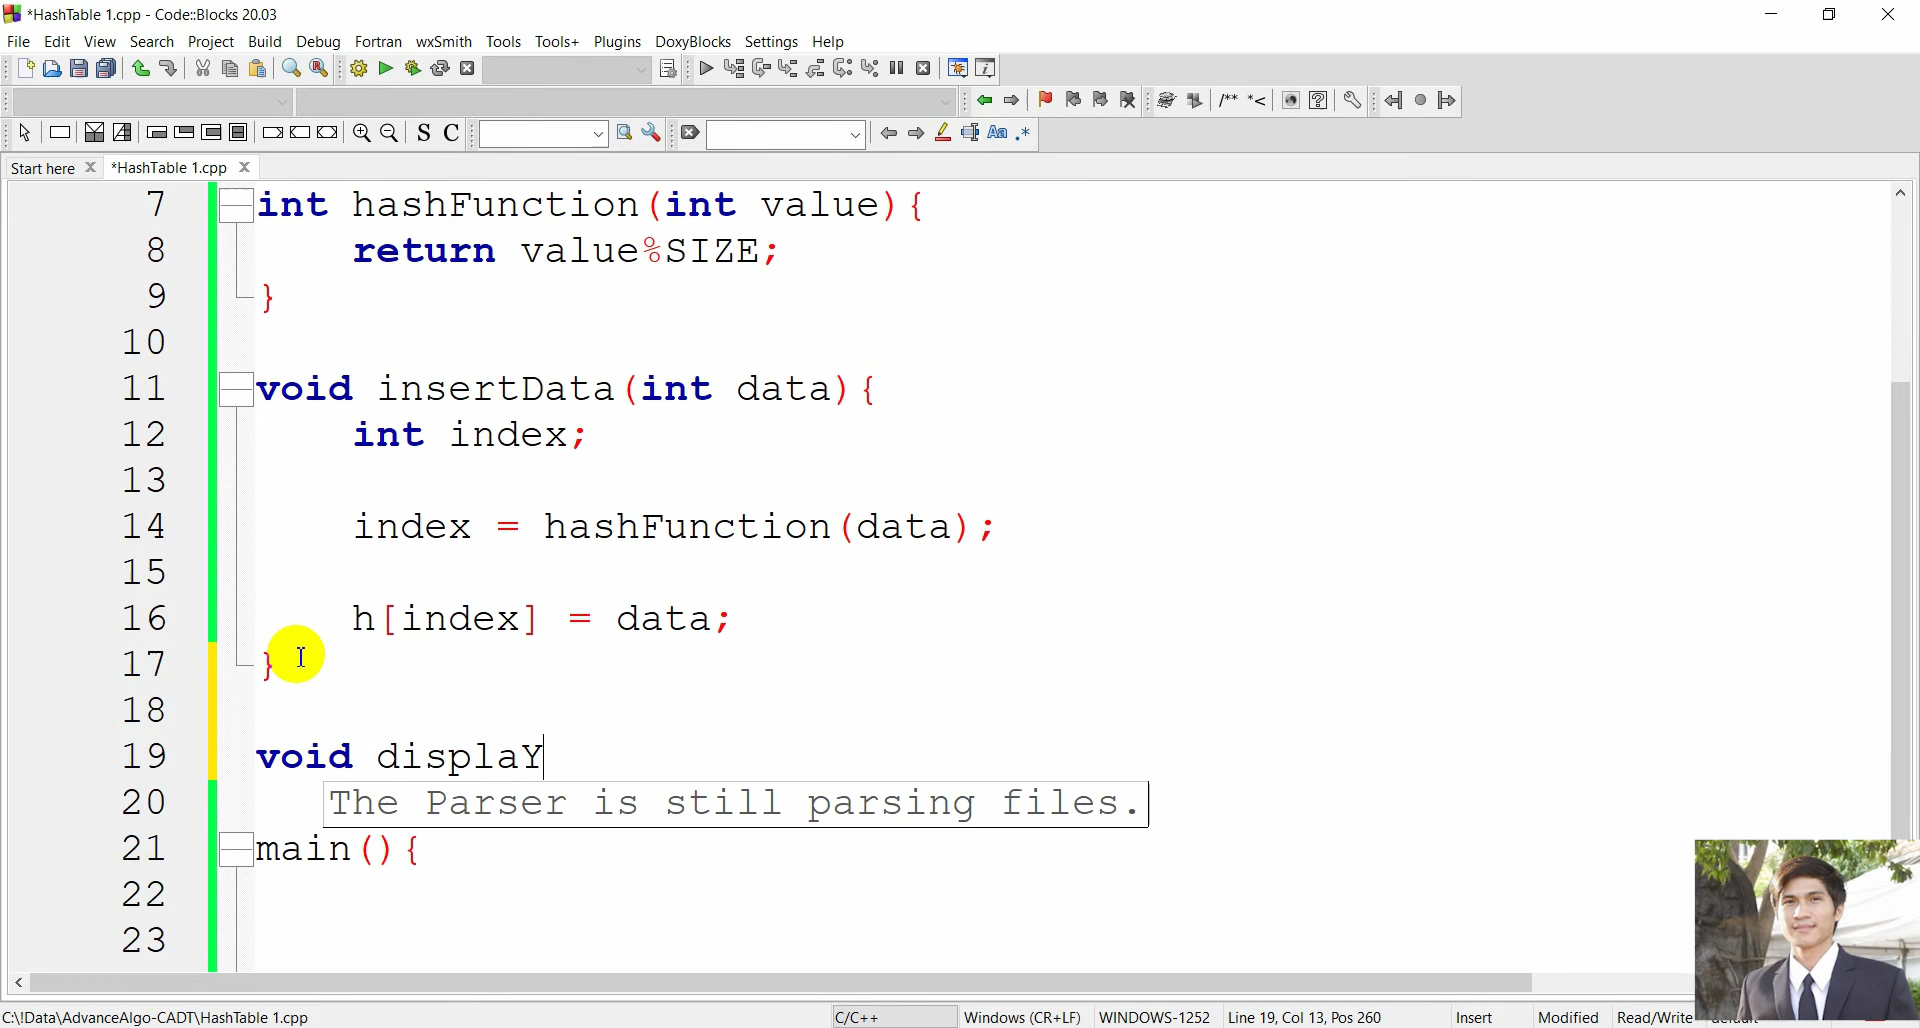 *HashTable 1.cpp - Code::Blocks 20.03
File Edit View Search Project Build Debug Fortran wxSmith Tools Tools+ Plugins DoxyBlocks Settings Help
/** *<
S C Aa .*
Start here *HashTable 1.cpp
7 int hashFunction(int value){
8 return value%SIZE;
9 }
10
11 void insertData(int data){
12 int index;
13
14 index = hashFunction(data);
15
16 h[index] = data;
17 }
18
19 void displaY
20 The Parser is still parsing files.
21 main(){
22
23
C:\!Data\AdvanceAlgo-CADT\HashTable 1.cpp C/C++ Windows (CR+LF) WINDOWS-1252 Line 19, Col 13, Pos 260 Insert Modified Read/Write